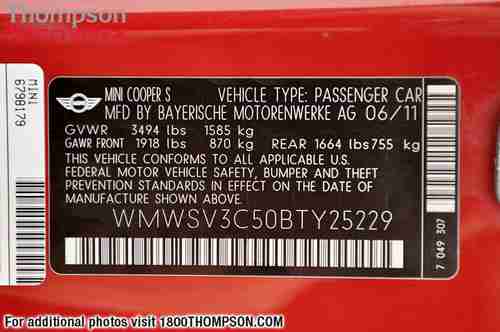 Thompson
MINI COOPER S VEHICLE TYPE: PASSENGER CAR
MFD BY BAYERISCHE MOTORENWERKE AG 06/11
GVWR 3494 lbs 1585 kg
GAWR FRONT 1918 lbs 870 kg REAR 1664 lbs 755 kg
THIS VEHICLE CONFORMS TO ALL APPLICABLE U.S.
FEDERAL MOTOR VEHICLE SAFETY, BUMPER AND THEFT
PREVENTION STANDARDS IN EFFECT ON THE DATE OF
MANUFACTURE SHOWN ABOVE.
WMWSV3C50BTY25229
7 049 307
MINI
6798179
For additional photos visit 1800THOMPSON.COM